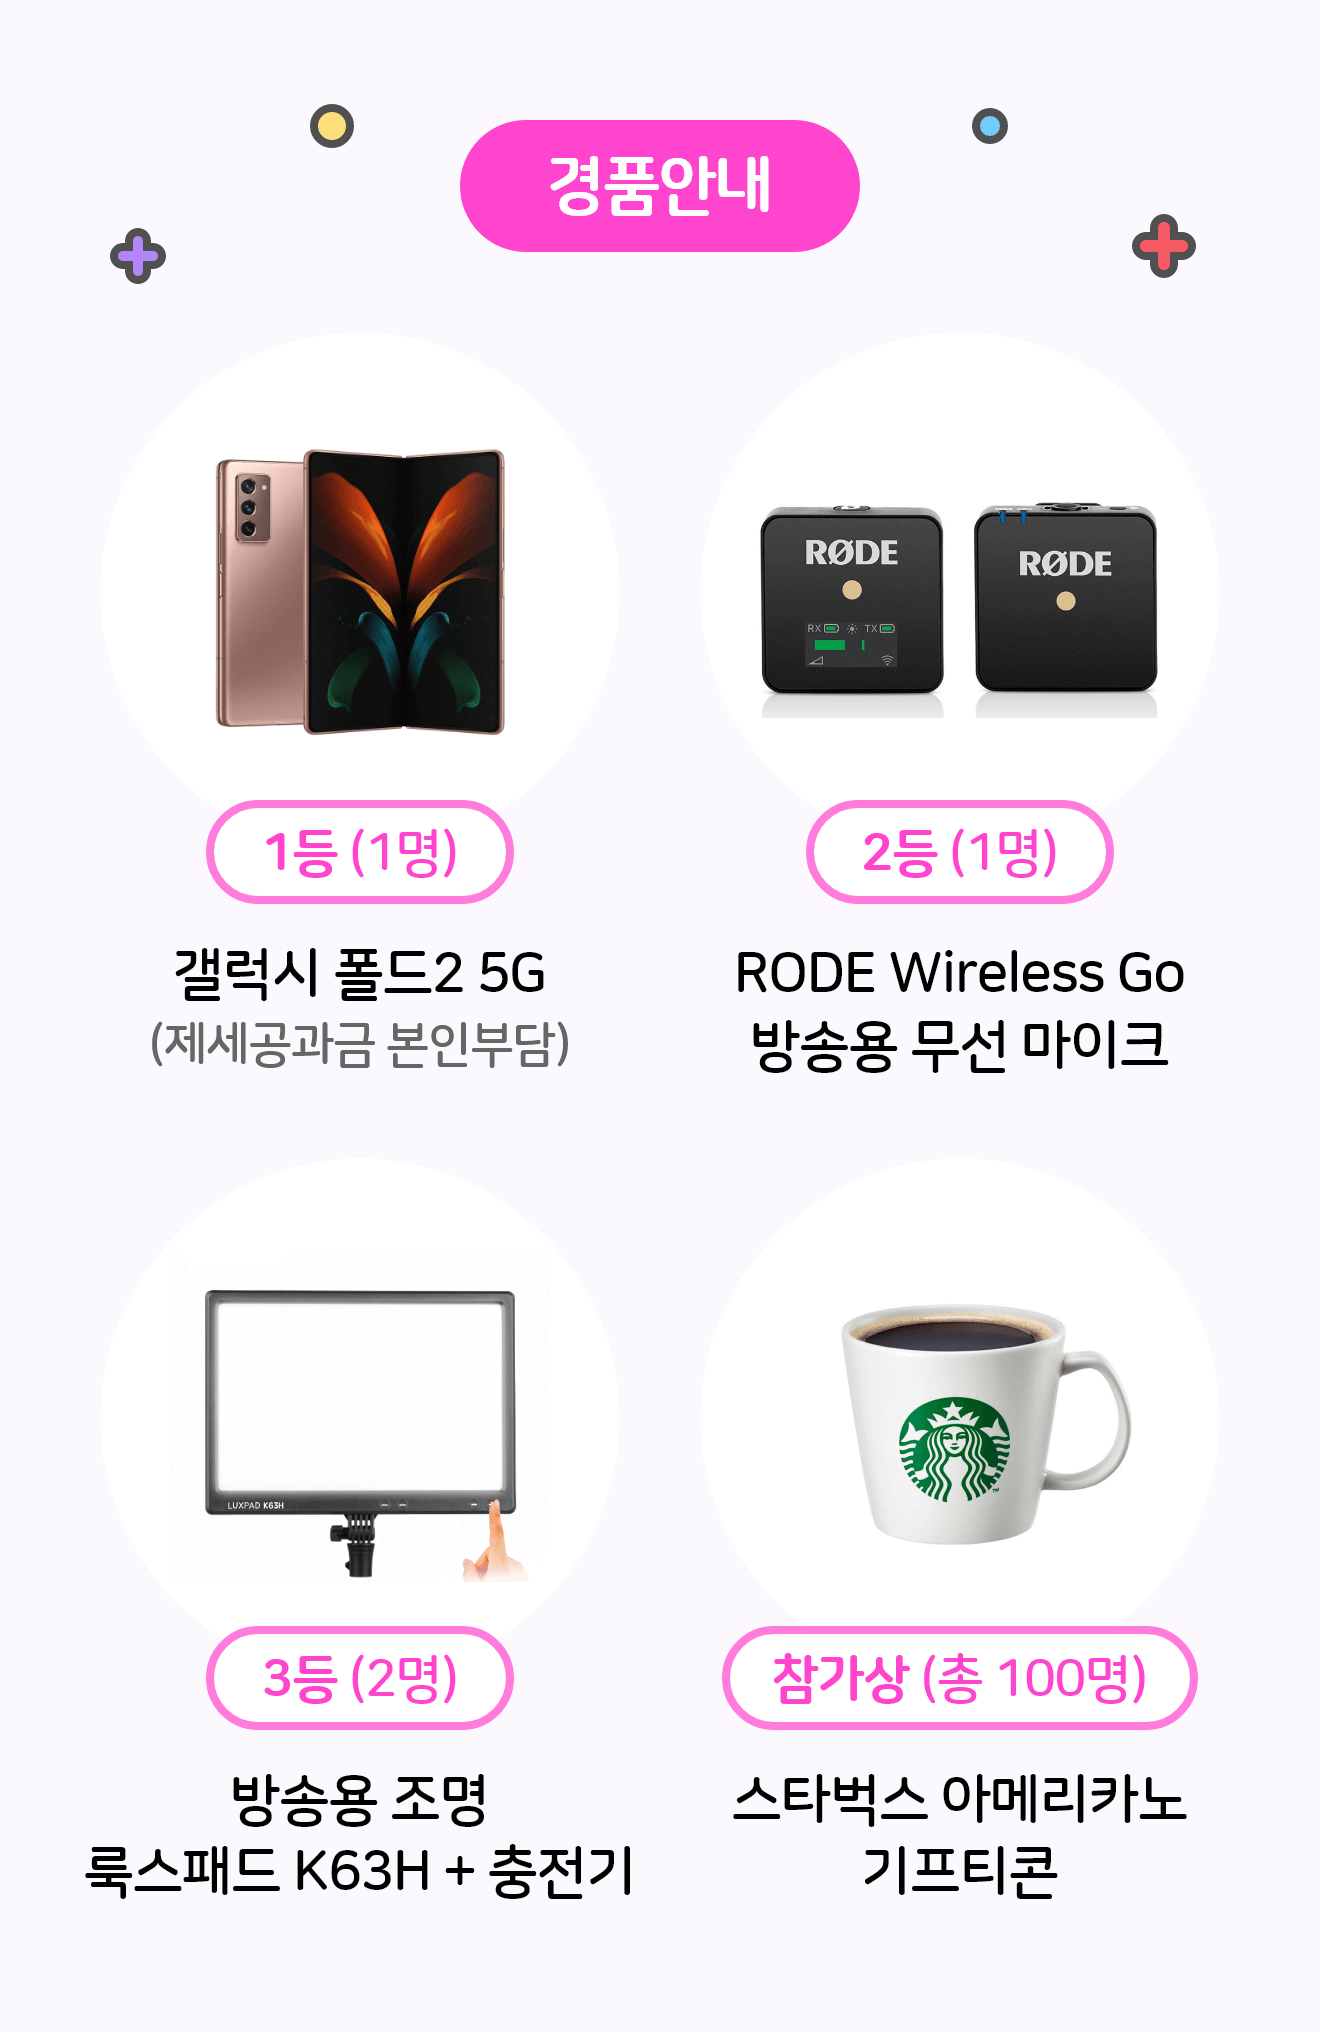 경품안내
RØDE
RX TX
RØDE
1등 (1명)
2등 (1명)
갤럭시 폴드2 5G
(제세공과금 본인부담)
RODE Wireless Go
방송용 무선 마이크
LUXPAD K63H
3등 (2명)
참가상 (총 100명)
방송용 조명
룩스패드 K63H + 충전기
스타벅스 아메리카노
기프티콘